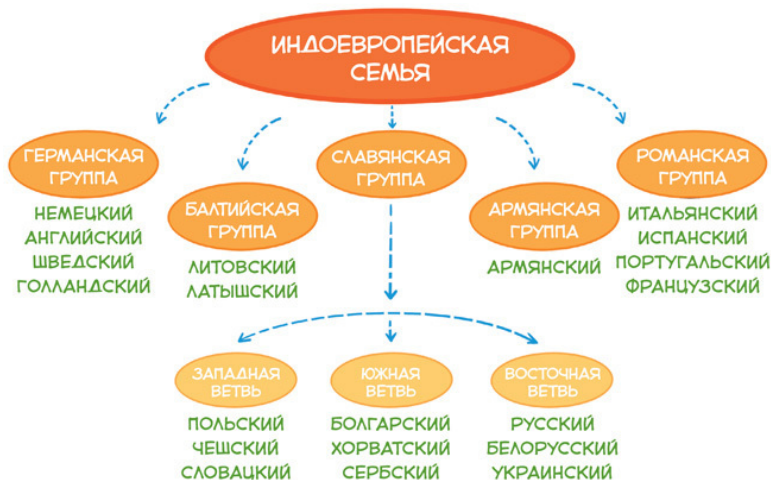 ИНДОЕВРОПЕЙСКАЯ
СЕМЬЯ
ГЕРМАНСКАЯ
ГРУППА
НЕМЕЦКИЙ
АНГЛИЙСКИЙ
ШВЕДСКИЙ
ГОЛЛАНДСКИЙ
БАЛТИЙСКАЯ
ГРУППА
ЛИТОВСКИЙ
ЛАТЫШСКИЙ
СЛАВЯНСКАЯ
ГРУППА
АРМЯНСКАЯ
ГРУППА
АРМЯНСКИЙ
РОМАНСКАЯ
ГРУППА
ИТАЛЬЯНСКИЙ
ИСПАНСКИЙ
ПОРТУГАЛЬСКИЙ
ФРАНЦУЗСКИЙ
ЗАПАДНАЯ
ВЕТВЬ
ПОЛЬСКИЙ
ЧЕШСКИЙ
СЛОВАЦКИЙ
ЮЖНАЯ
ВЕТВЬ
БОЛГАРСКИЙ
ХОРВАТСКИЙ
СЕРБСКИЙ
ВОСТОЧНАЯ
ВЕТВЬ
РУССКИЙ
БЕЛОРУССКИЙ
УКРАИНСКИЙ